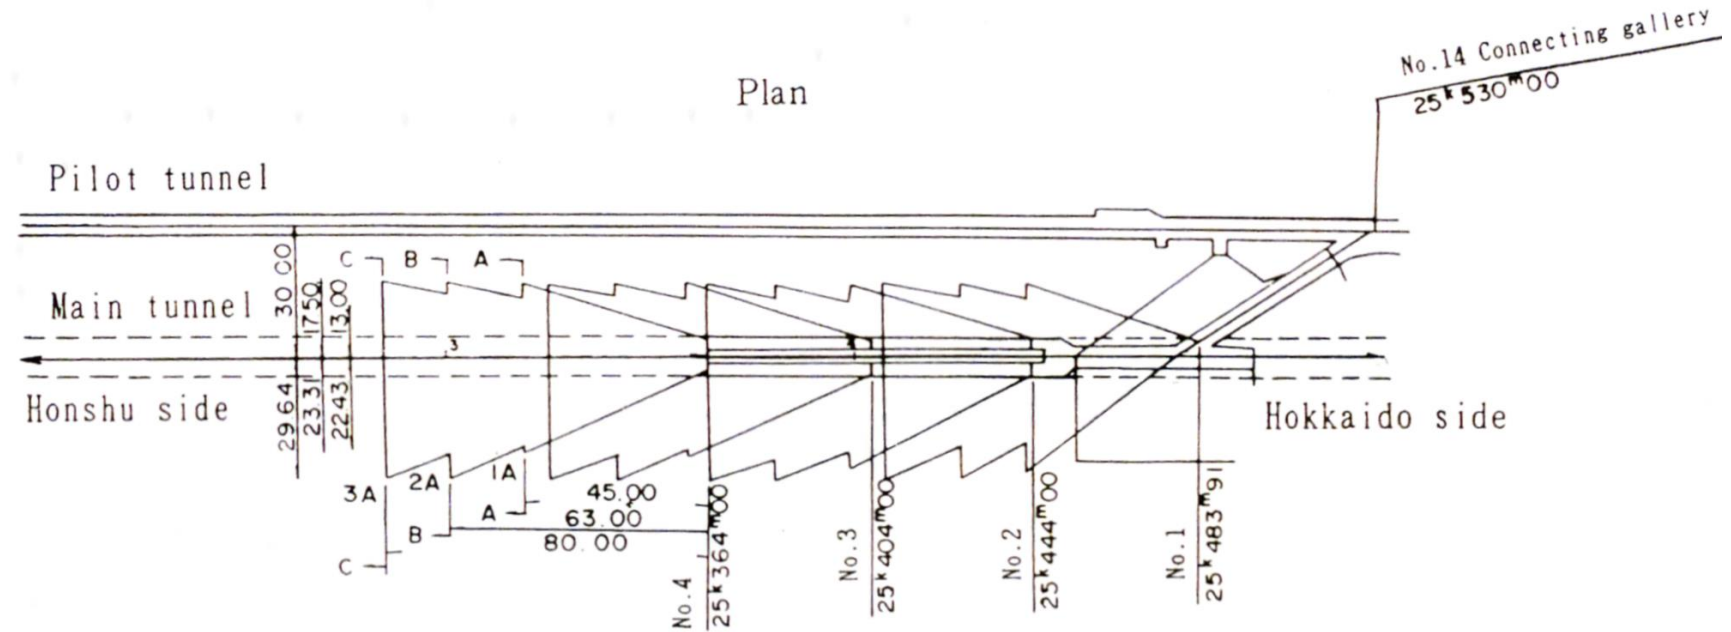 Plan
No.14 Connecting gallery
25ᵏ530ᵐ00
Pilot tunnel
C B A
Main tunnel
30 00
17.50
13.00
3
Honshu side
29.64
23.31
22.43
Hokkaido side
3A 2A 1A
A 45.00
63.00
B
80.00
C
No.4
25ᵏ364ᵐ00
No.3
25ᵏ404ᵐ00
No.2
25ᵏ444ᵐ00
No.1
25ᵏ483ᵐ91